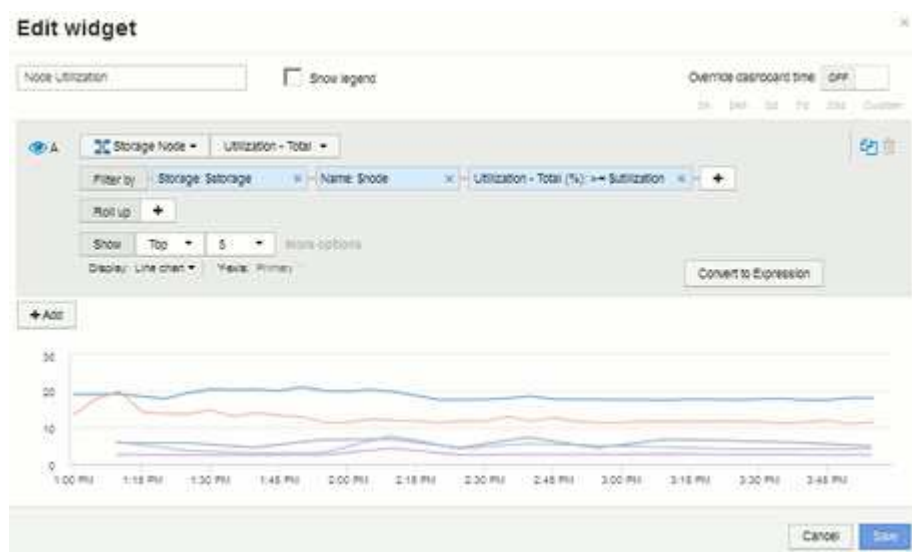 Edit widget
×
Node Utilization
Show legend
Override dashboard time OFF
Custom
A Storage Node Utilization - Total
Filter by Storage: $storage × Name: $node × Utilization - Total (%): >= $utilization × +
Roll up +
Show Top 5 More options
Display: Line chart Y-axis: Primary
Convert to Expression
+ Add
30
20
10
0
1:00 PM 1:15 PM 1:30 PM 1:45 PM 2:00 PM 2:15 PM 2:30 PM 2:45 PM 3:00 PM 3:15 PM 3:30 PM 3:45 PM
Cancel Save